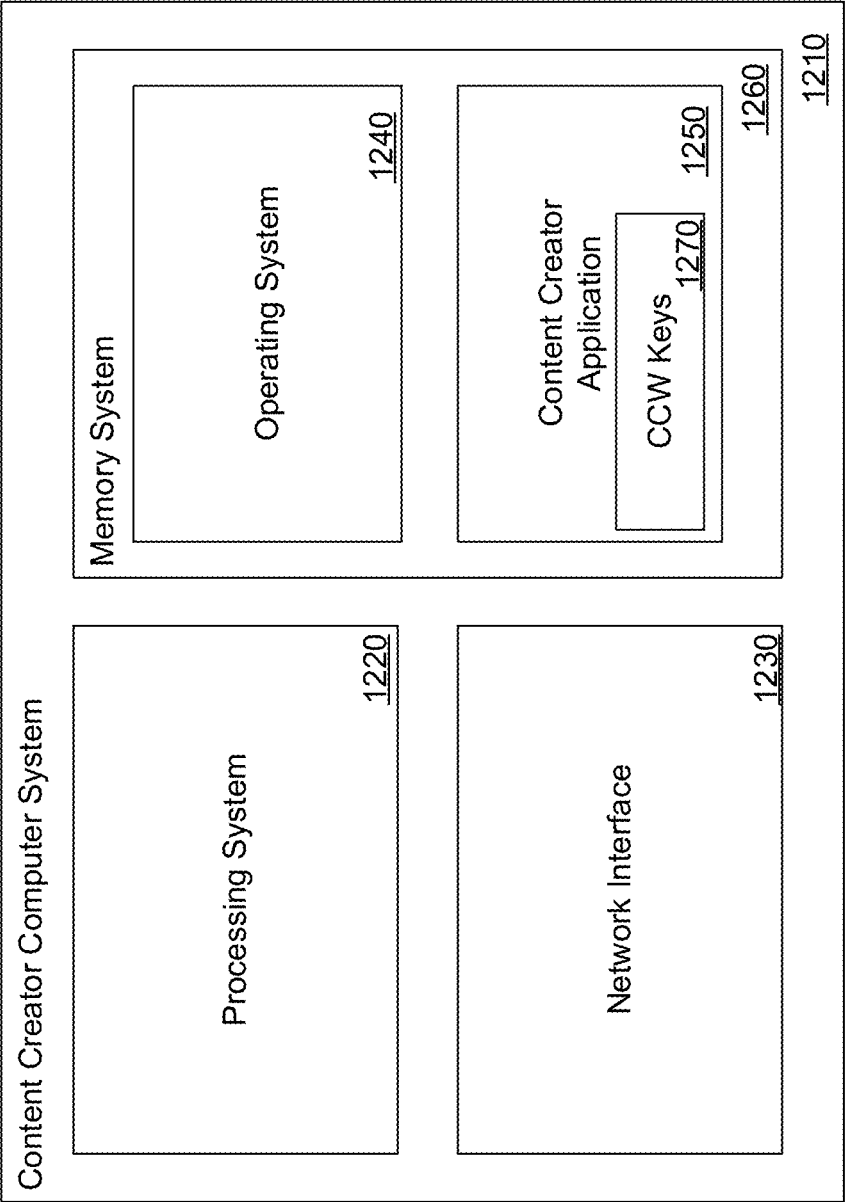 Content Creator Computer System
Processing System
1220
Network Interface
1230
Memory System
Operating System
1240
Content Creator
Application
CCW Keys
1270
1250
1260
1210